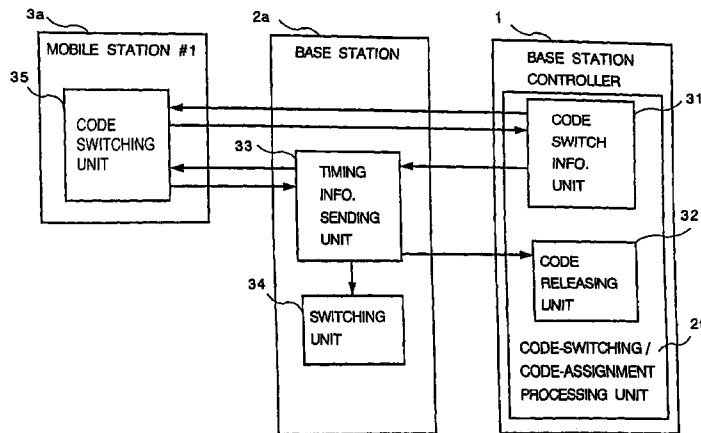 3a
MOBILE STATION #1
35
CODE
SWITCHING
UNIT
2a
BASE STATION
33
TIMING
INFO.
SENDING
UNIT
34
SWITCHING
UNIT
1
BASE STATION
CONTROLLER
31
CODE
SWITCH
INFO.
UNIT
32
CODE
RELEASING
UNIT
CODE-SWITCHING /
CODE-ASSIGNMENT
PROCESSING UNIT